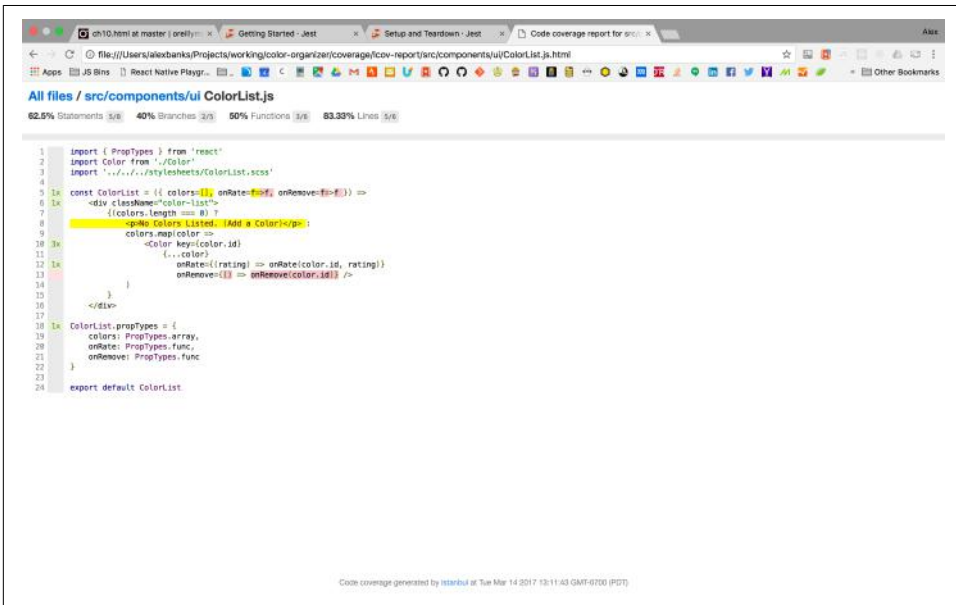 ch10.html at master | oreillym
Getting Started · Jest
Setup and Teardown · Jest
Code coverage report for src/c
Alex
file:///Users/alexbanks/Projects/working/color-organizer/coverage/lcov-report/src/components/ui/ColorList.js.html
Apps JS Bins React Native Playgr... Other Bookmarks
All files / src/components/ui ColorList.js
62.5% Statements 5/8 40% Branches 2/5 50% Functions 3/6 83.33% Lines 5/6
1 import { PropTypes } from 'react'
2 import Color from './Color'
3 import '../../../stylesheets/ColorList.scss'
4
5 1x const ColorList = ({ colors=[], onRate=f=>f, onRemove=f=>f }) =>
6 1x <div className="color-list">
7 {(colors.length === 0) ?
8 <p>No Colors Listed. (Add a Color)</p> :
9 colors.map(color =>
10 3x <Color key={color.id}
11 {...color}
12 1x onRate={(rating) => onRate(color.id, rating)}
13 onRemove={() => onRemove(color.id)} />
14 )
15 }
16 </div>
17
18 1x ColorList.propTypes = {
19 colors: PropTypes.array,
20 onRate: PropTypes.func,
21 onRemove: PropTypes.func
22 }
23
24 export default ColorList
Code coverage generated by istanbul at Tue Mar 14 2017 13:11:43 GMT-0700 (PDT)